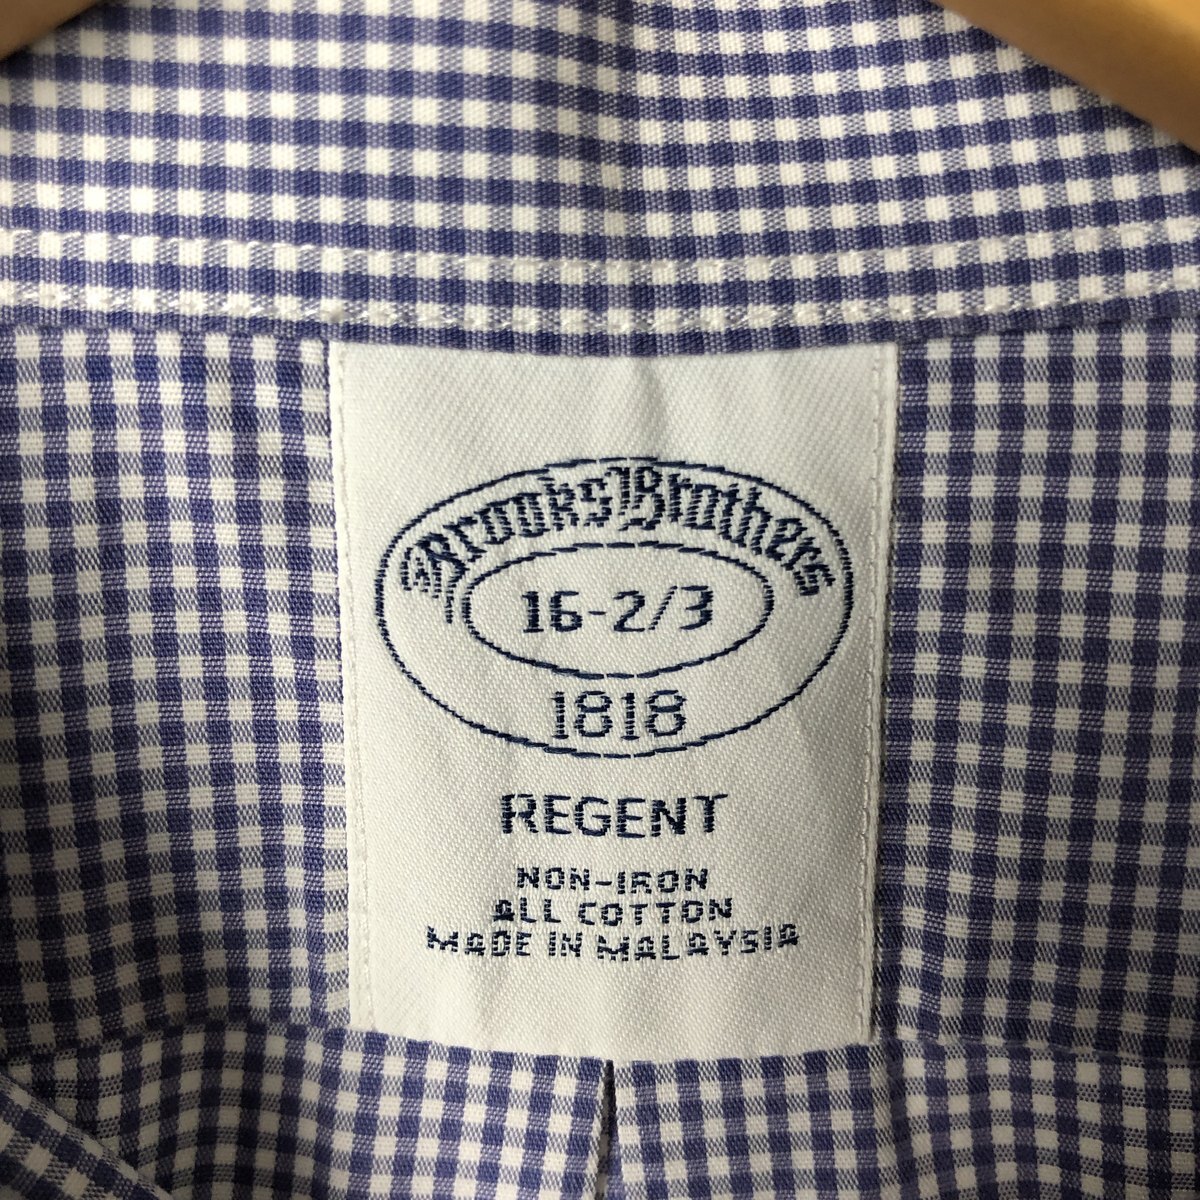 Brooks Brothers
16-2/3
1818
REGENT
NON-IRON
ALL COTTON
MADE IN MALAYSIA